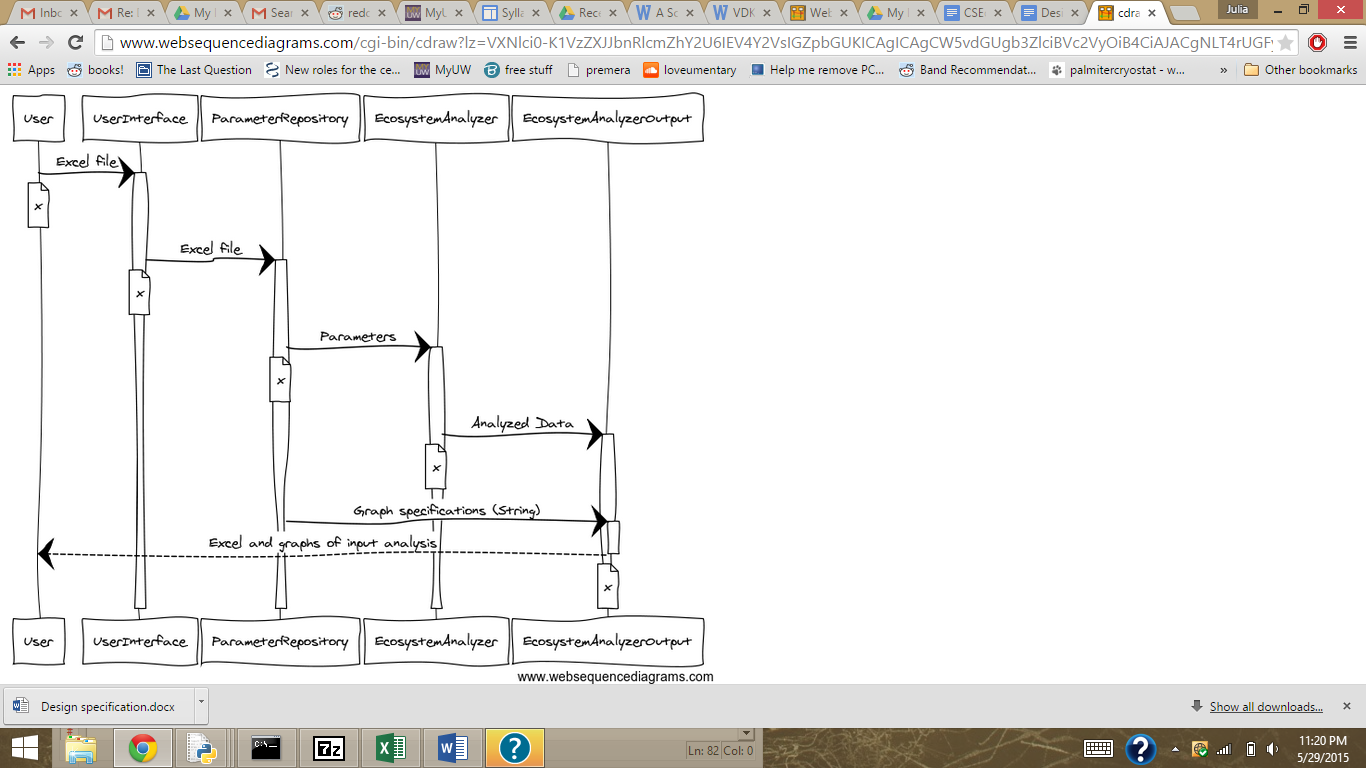 Inbo
Re: I
My I
Sear
redc
MyU
Sylla
Rece
A Sc
VDK
Web
My I
CSE
Desi
cdra
Julia
www.websequencediagrams.com/cgi-bin/cdraw?lz=
Apps
books!
The Last Question
New roles for the ce...
MyUW
free stuff
premera
loveumentary
Help me remove PC...
Band Recommendat...
palmitercryostat - w...
»
Other bookmarks
User
UserInterface
ParameterRepository
EcosystemAnalyzer
EcosystemAnalyzerOutput
Excel file
x
Excel file
x
Parameters
x
Analyzed Data
x
Graph specifications (String)
Excel and graphs of input analysis
x
User
UserInterface
ParameterRepository
EcosystemAnalyzer
EcosystemAnalyzerOutput
www.websequencediagrams.com
Design specification.docx
Show all downloads...
Ln: 82 Col: 0
11:20 PM
5/29/2015